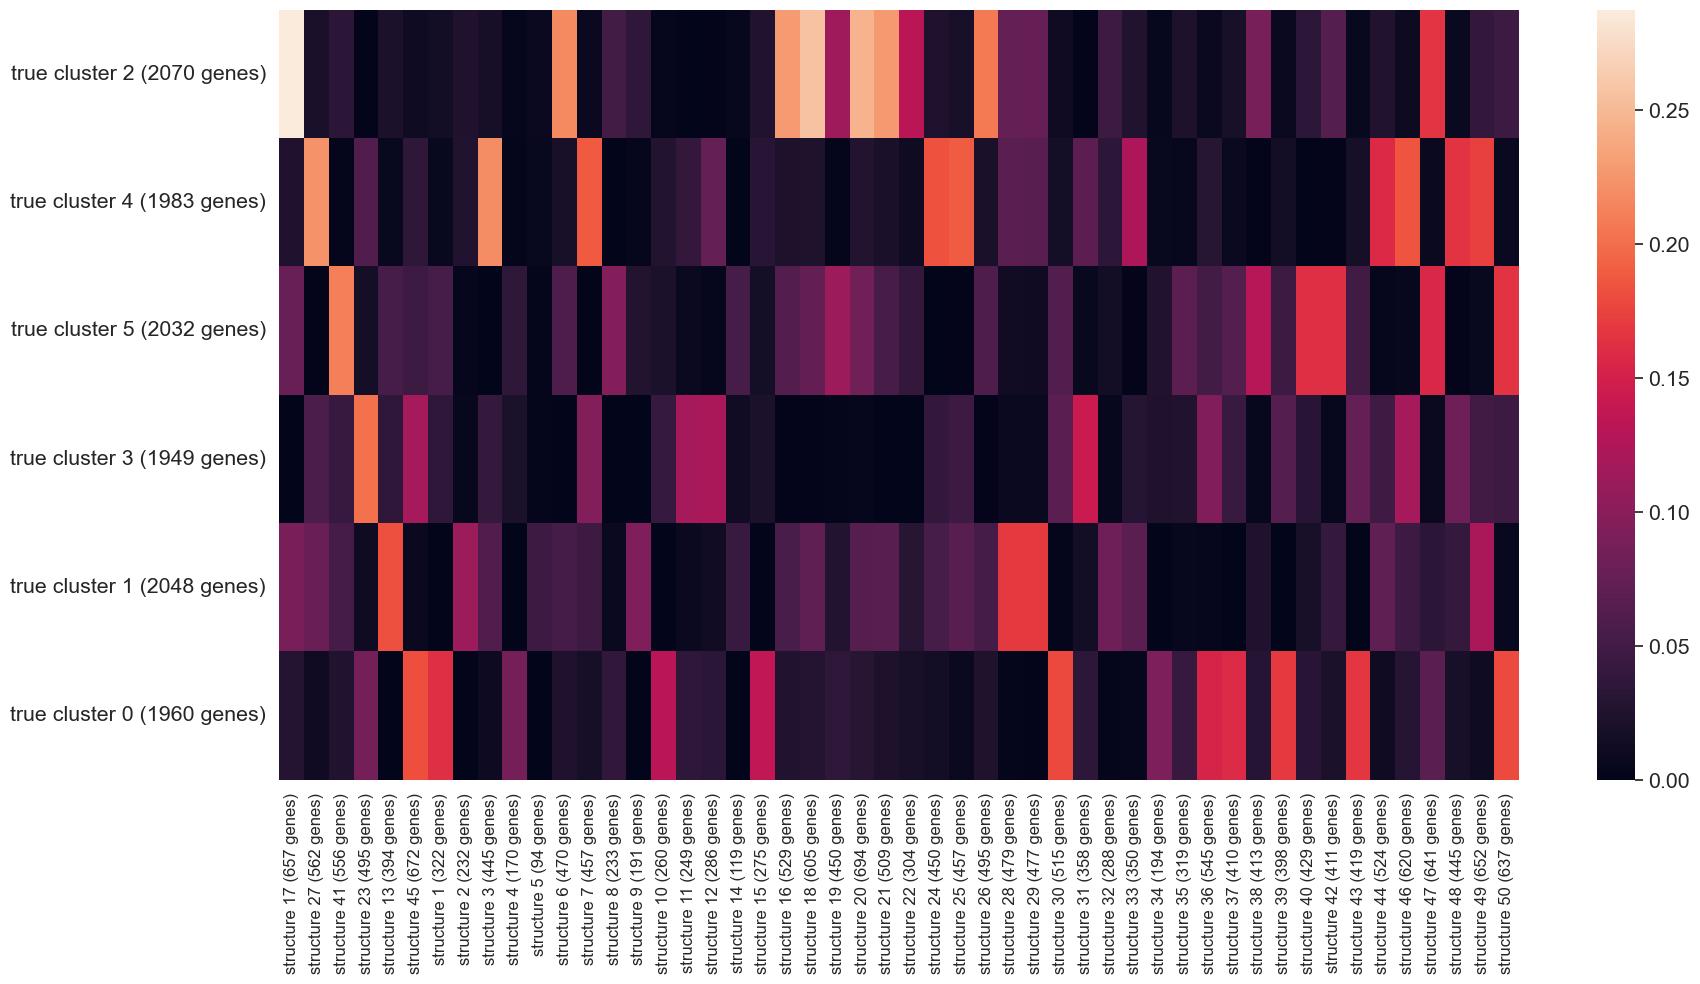 true cluster 2 (2070 genes)
true cluster 4 (1983 genes)
true cluster 5 (2032 genes)
true cluster 3 (1949 genes)
true cluster 1 (2048 genes)
true cluster 0 (1960 genes)
structure 17 (657 genes)
structure 27 (562 genes)
structure 41 (556 genes)
structure 23 (495 genes)
structure 13 (394 genes)
structure 45 (672 genes)
structure 1 (322 genes)
structure 2 (232 genes)
structure 3 (445 genes)
structure 4 (170 genes)
structure 5 (94 genes)
structure 6 (470 genes)
structure 7 (457 genes)
structure 8 (233 genes)
structure 9 (191 genes)
structure 10 (260 genes)
structure 11 (249 genes)
structure 12 (286 genes)
structure 14 (119 genes)
structure 15 (275 genes)
structure 16 (529 genes)
structure 18 (605 genes)
structure 19 (450 genes)
structure 20 (694 genes)
structure 21 (509 genes)
structure 22 (304 genes)
structure 24 (450 genes)
structure 25 (457 genes)
structure 26 (495 genes)
structure 28 (479 genes)
structure 29 (477 genes)
structure 30 (515 genes)
structure 31 (358 genes)
structure 32 (288 genes)
structure 33 (350 genes)
structure 34 (194 genes)
structure 35 (319 genes)
structure 36 (545 genes)
structure 37 (410 genes)
structure 38 (413 genes)
structure 39 (398 genes)
structure 40 (429 genes)
structure 42 (411 genes)
structure 43 (419 genes)
structure 44 (524 genes)
structure 46 (620 genes)
structure 47 (641 genes)
structure 48 (445 genes)
structure 49 (652 genes)
structure 50 (637 genes)
0.25
0.20
0.15
0.10
0.05
0.00